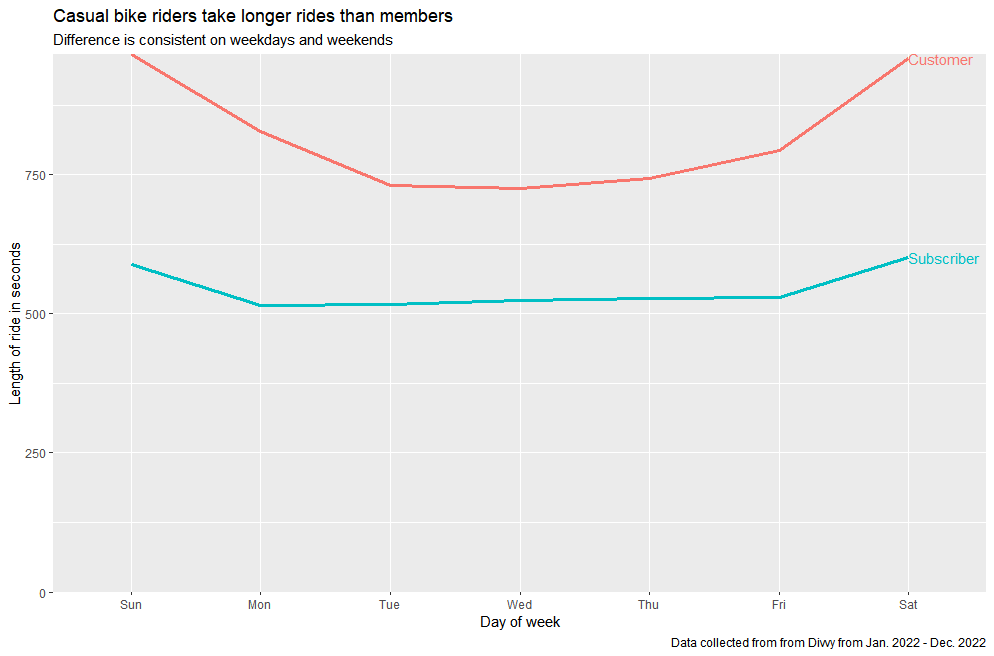 Casual bike riders take longer rides than members
Difference is consistent on weekdays and weekends
Customer
750
Subscriber
500
250
0
Length of ride in seconds
Sun Mon Tue Wed Thu Fri Sat
Day of week
Data collected from from Divvy from Jan. 2022 - Dec. 2022